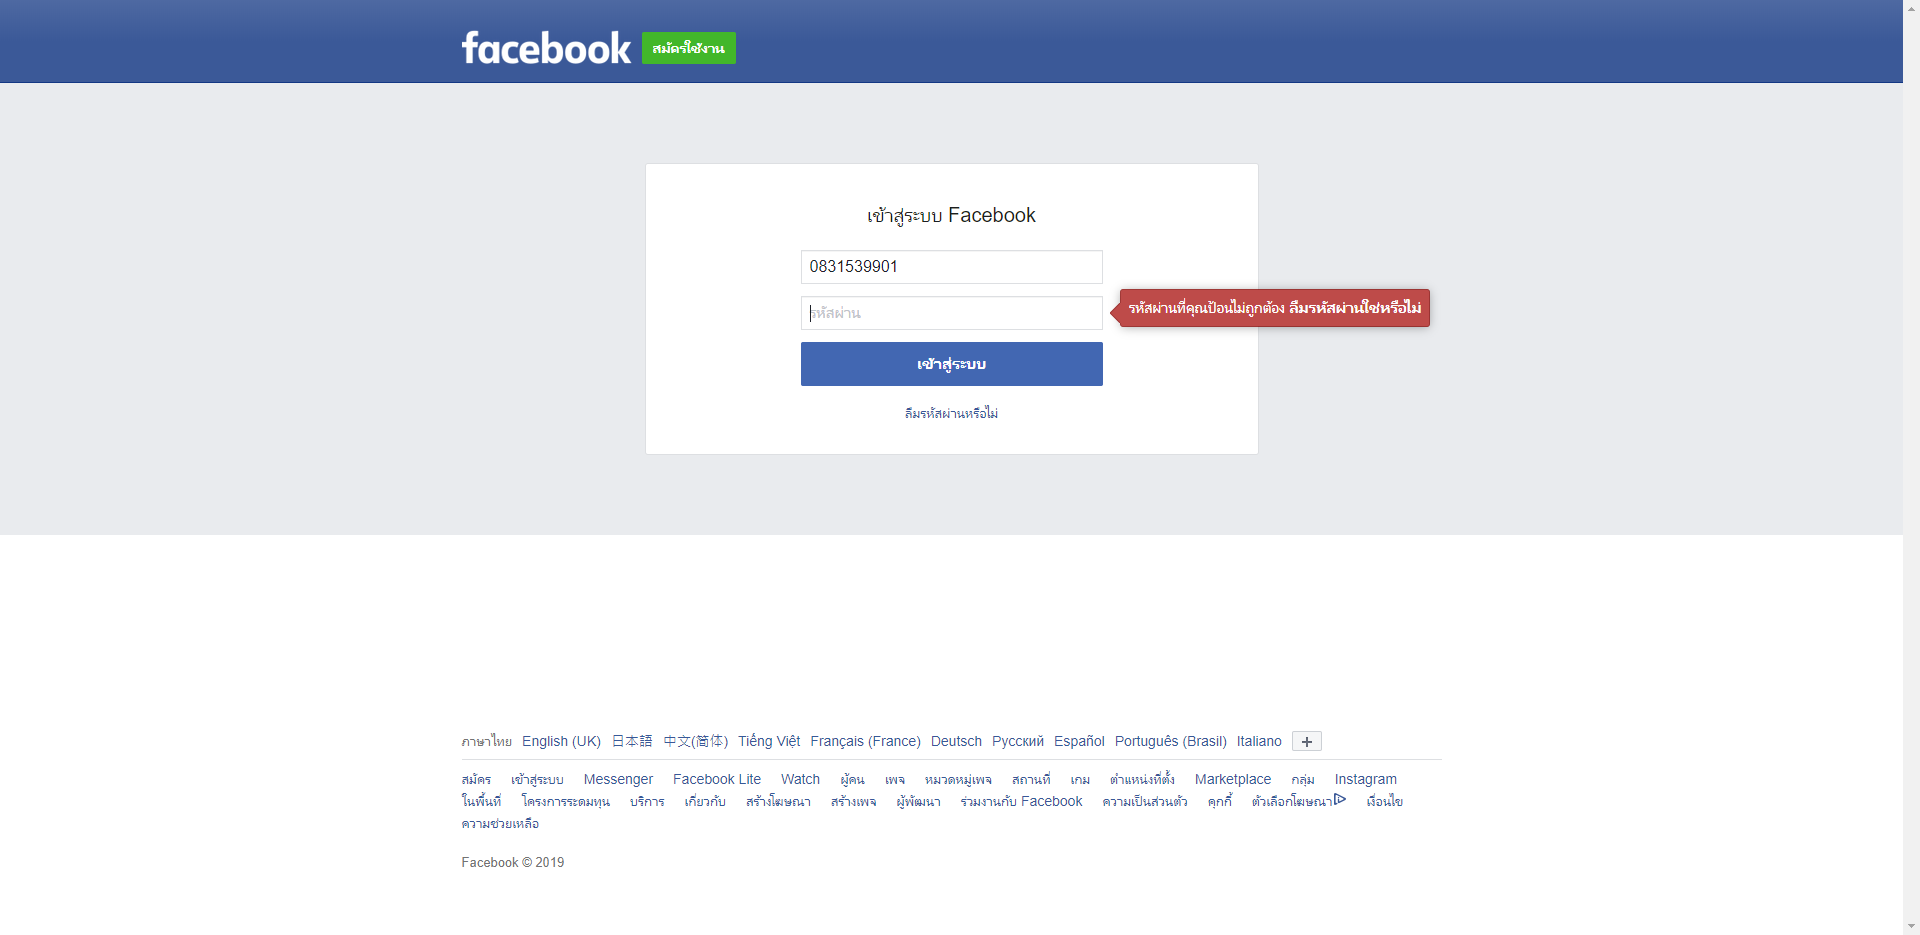 facebook สมัครใช้งาน
เข้าสู่ระบบ Facebook
0831539901
รหัสผ่าน
รหัสผ่านที่คุณป้อนไม่ถูกต้อง ลืมรหัสผ่านใช่หรือไม่
เข้าสู่ระบบ
ลืมรหัสผ่านหรือไม่
ภาษาไทย English (UK) 日本語 中文(简体) Tiếng Việt Français (France) Deutsch Русский Español Português (Brasil) Italiano +
สมัคร เข้าสู่ระบบ Messenger Facebook Lite Watch ผู้คน เพจ หมวดหมู่เพจ สถานที่ เกม ตำแหน่งที่ตั้ง Marketplace กลุ่ม Instagram
ในพื้นที่ โครงการระดมทุน บริการ เกี่ยวกับ สร้างโฆษณา สร้างเพจ ผู้พัฒนา ร่วมงานกับ Facebook ความเป็นส่วนตัว คุกกี้ ตัวเลือกโฆษณา เงื่อนไข
ความช่วยเหลือ
Facebook © 2019